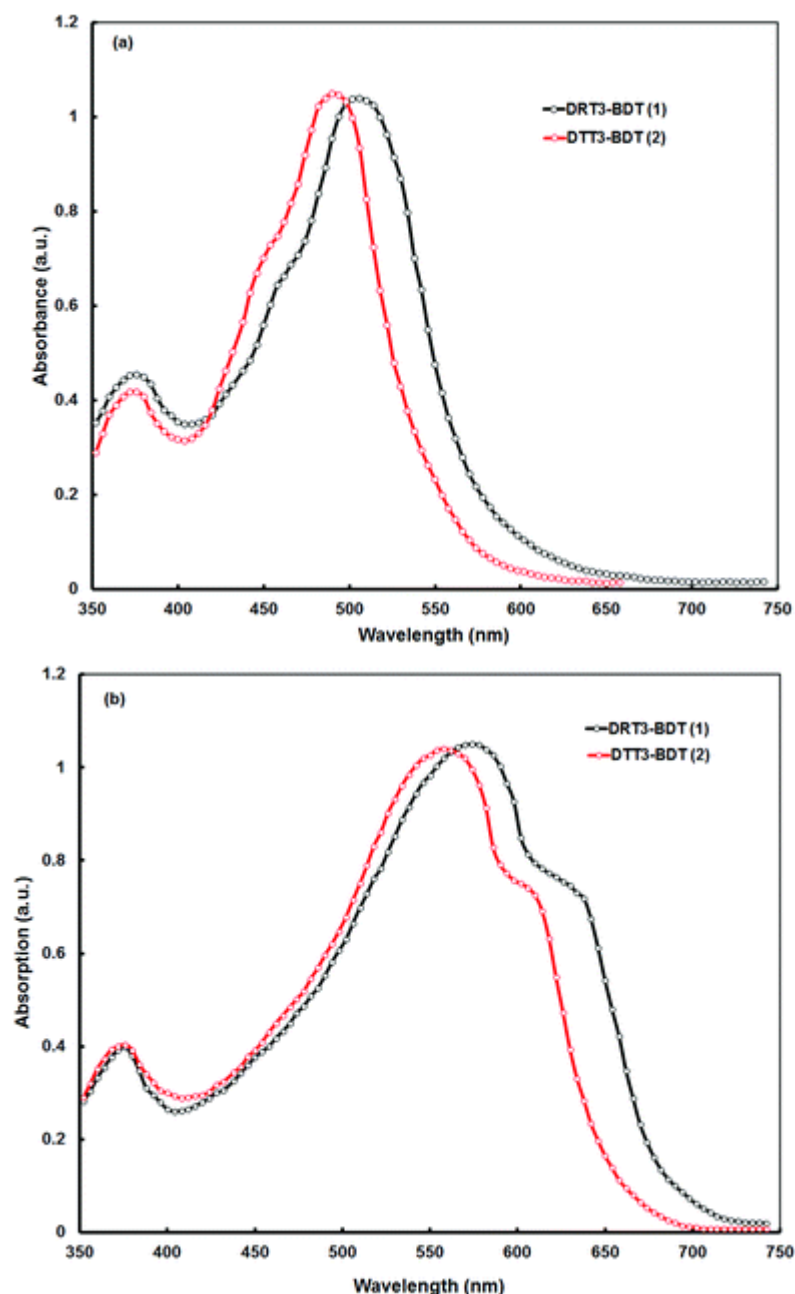 (a)
DRT3-BDT (1)
DTT3-BDT (2)
Absorbance (a.u.)
1.2
1
0.8
0.6
0.4
0.2
0
350 400 450 500 550 600 650 700 750
Wavelength (nm)
(b)
DRT3-BDT (1)
DTT3-BDT (2)
Absorption (a.u.)
1.2
1
0.8
0.6
0.4
0.2
0
350 400 450 500 550 600 650 700 750
Wavelength (nm)